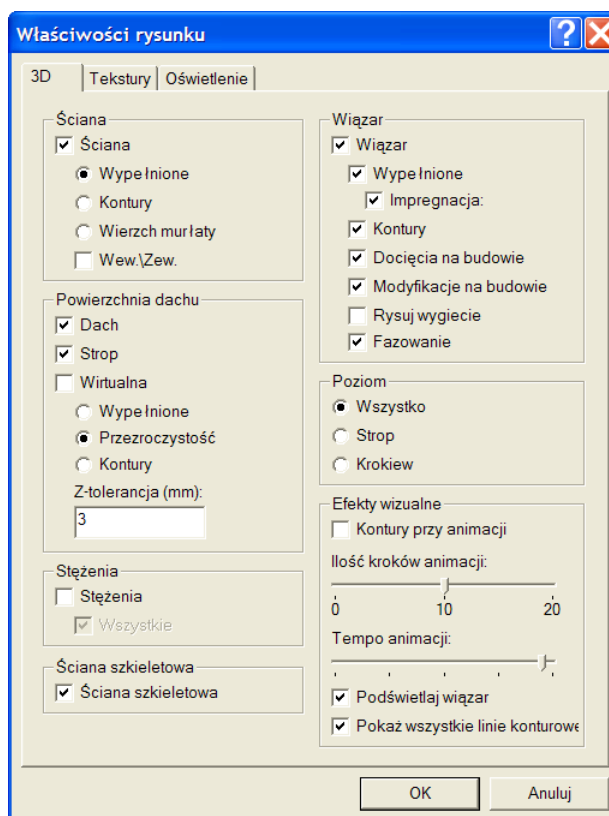 Właściwości rysunku
3D
Tekstury
Oświetlenie
Ściana
Ściana
Wypełnione
Kontury
Wierzch murłaty
Wew.\Zew.
Powierzchnia dachu
Dach
Strop
Wirtualna
Wypełnione
Przezroczystość
Kontury
Z-tolerancja (mm):
3
Stężenia
Stężenia
Wszystkie
Ściana szkieletowa
Ściana szkieletowa
Wiązar
Wiązar
Wypełnione
Impregnacja:
Kontury
Docięcia na budowie
Modyfikacje na budowie
Rysuj wygiecie
Fazowanie
Poziom
Wszystko
Strop
Krokiew
Efekty wizualne
Kontury przy animacji
Ilość kroków animacji:
0 10 20
Tempo animacji:
Podświetlaj wiązar
Pokaż wszystkie linie konturowe
OK
Anuluj